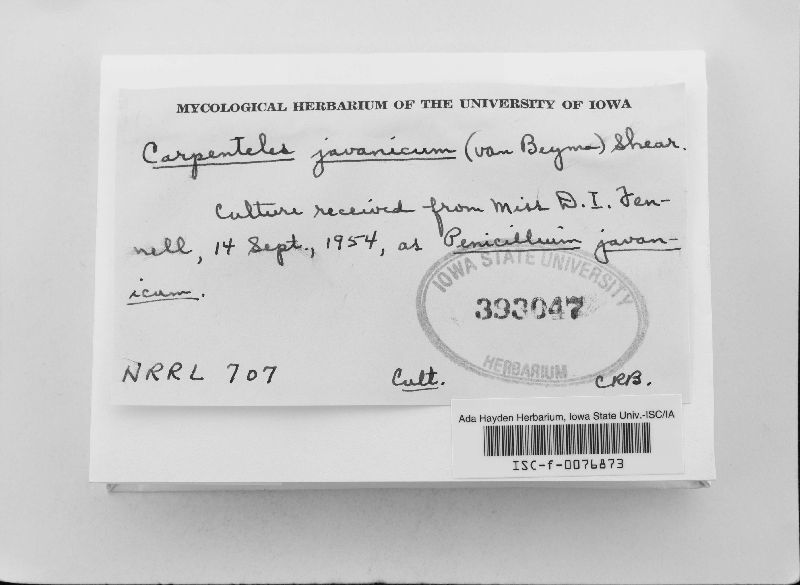 MYCOLOGICAL HERBARIUM OF THE UNIVERSITY OF IOWA
Carpenteles javanicum (van Beyma) Shear.
Culture received from Miss D. I. Fen-
nell, 14 Sept., 1954, as Penicillium javan-
icum.
IOWA STATE UNIVERSITY
393047
HERBARIUM
NRRL 707 Cult. CRB.
Ada Hayden Herbarium, Iowa State Univ.-ISC/IA
ISC-f-0076873